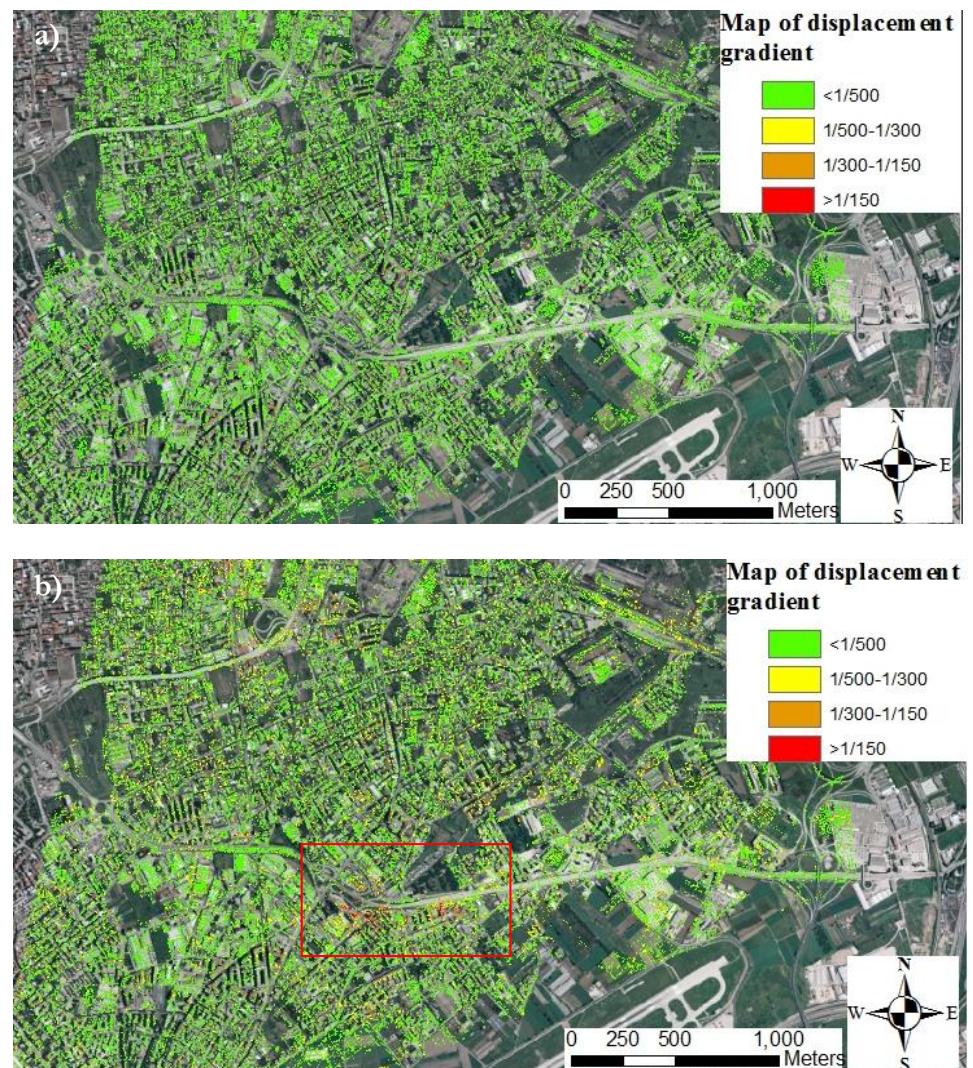 a)
Map of displacement
gradient
<1/500
1/500-1/300
1/300-1/150
>1/150
N
W E
S
0 250 500 1,000
Meters
b)
Map of displacement
gradient
<1/500
1/500-1/300
1/300-1/150
>1/150
N
W E
S
0 250 500 1,000
Meters